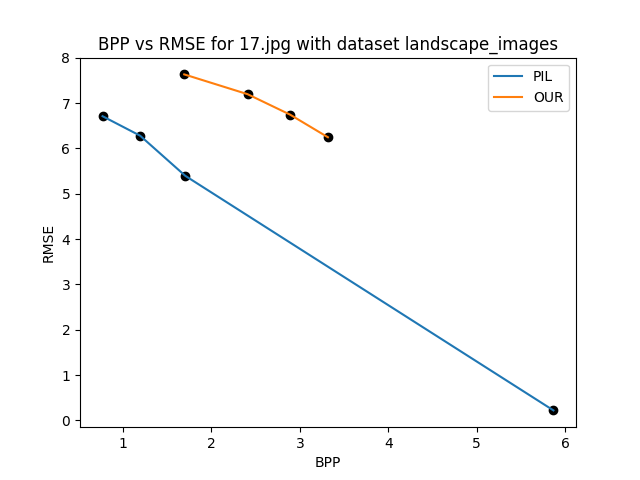 BPP vs RMSE for 17.jpg with dataset landscape_images
PIL
OUR
8
7
6
5
4
3
2
1
0
RMSE
1 2 3 4 5 6
BPP